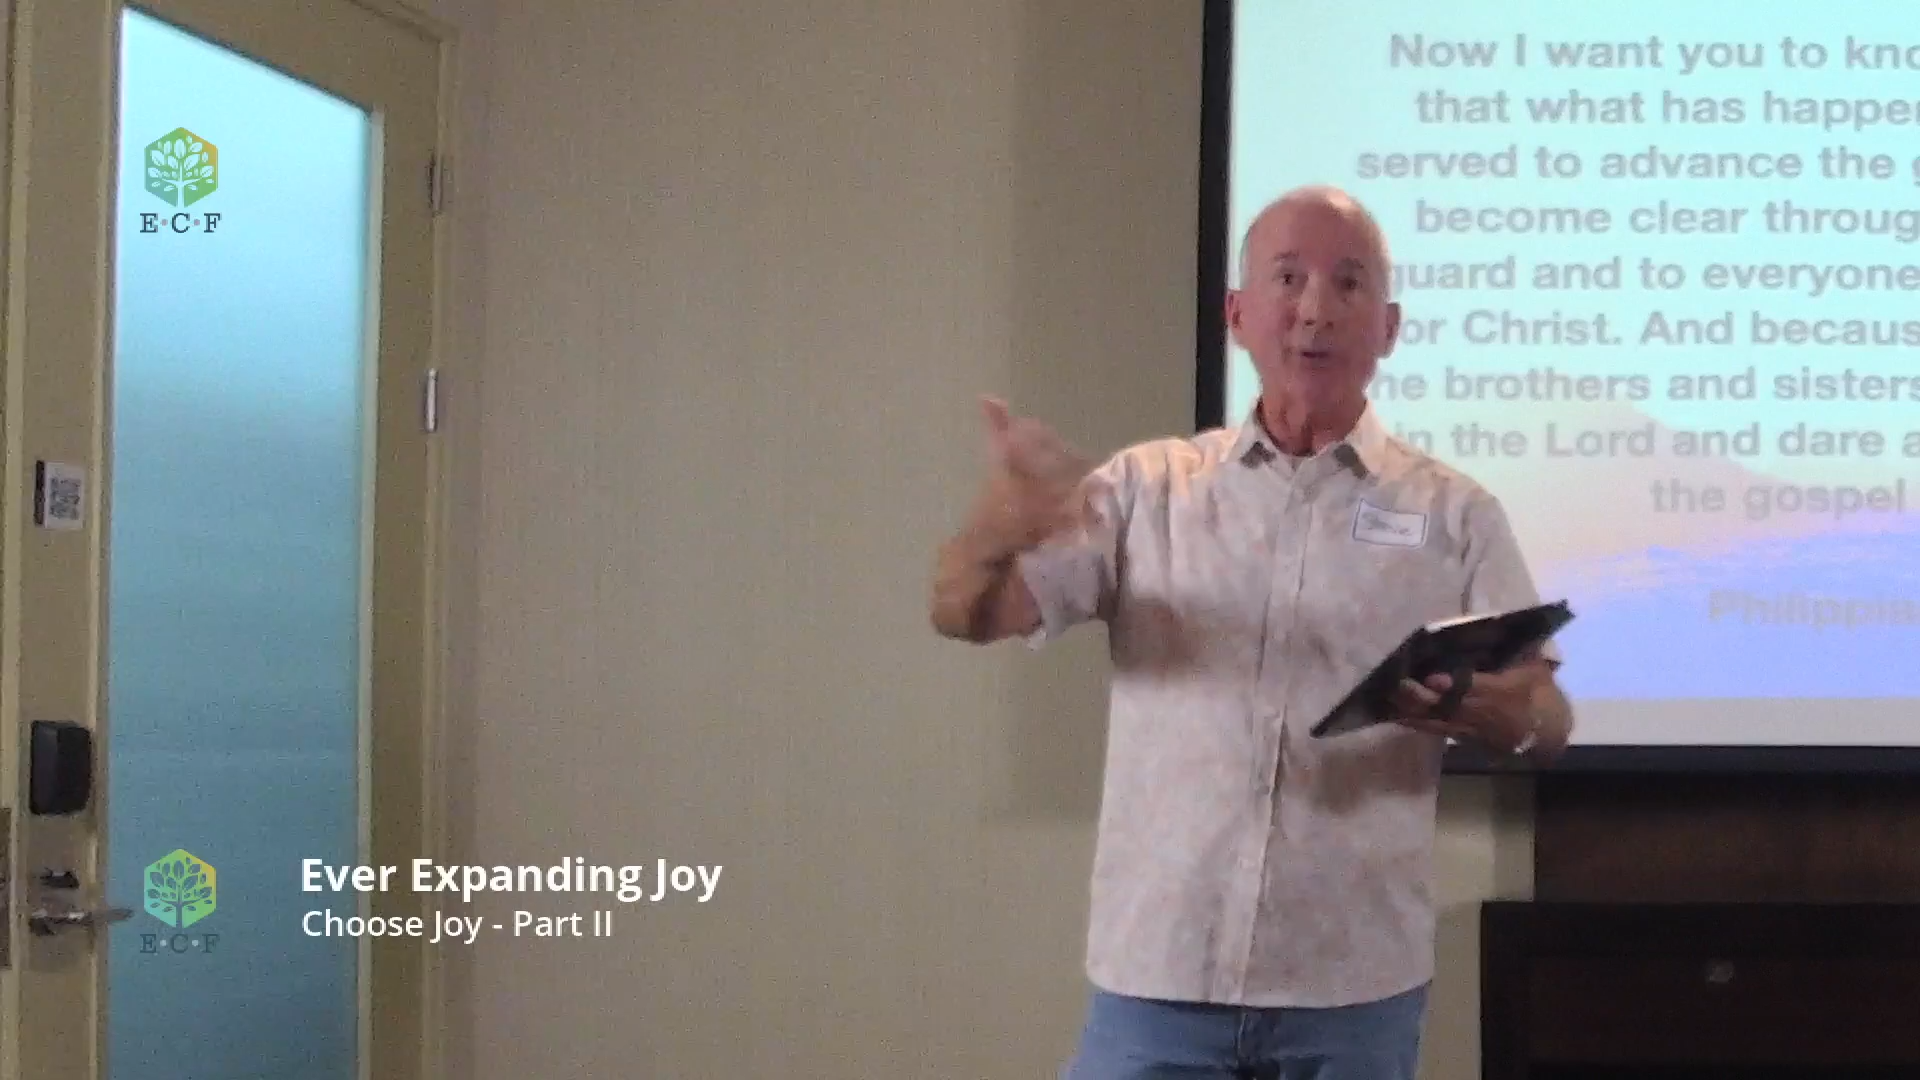 E·C·F
Now I want you to kno
that what has happen
served to advance the g
become clear throug
guard and to everyone
or Christ. And becaus
he brothers and sisters
in the Lord and dare a
the gospel
Philippia
E·C·F
Ever Expanding Joy
Choose Joy - Part II